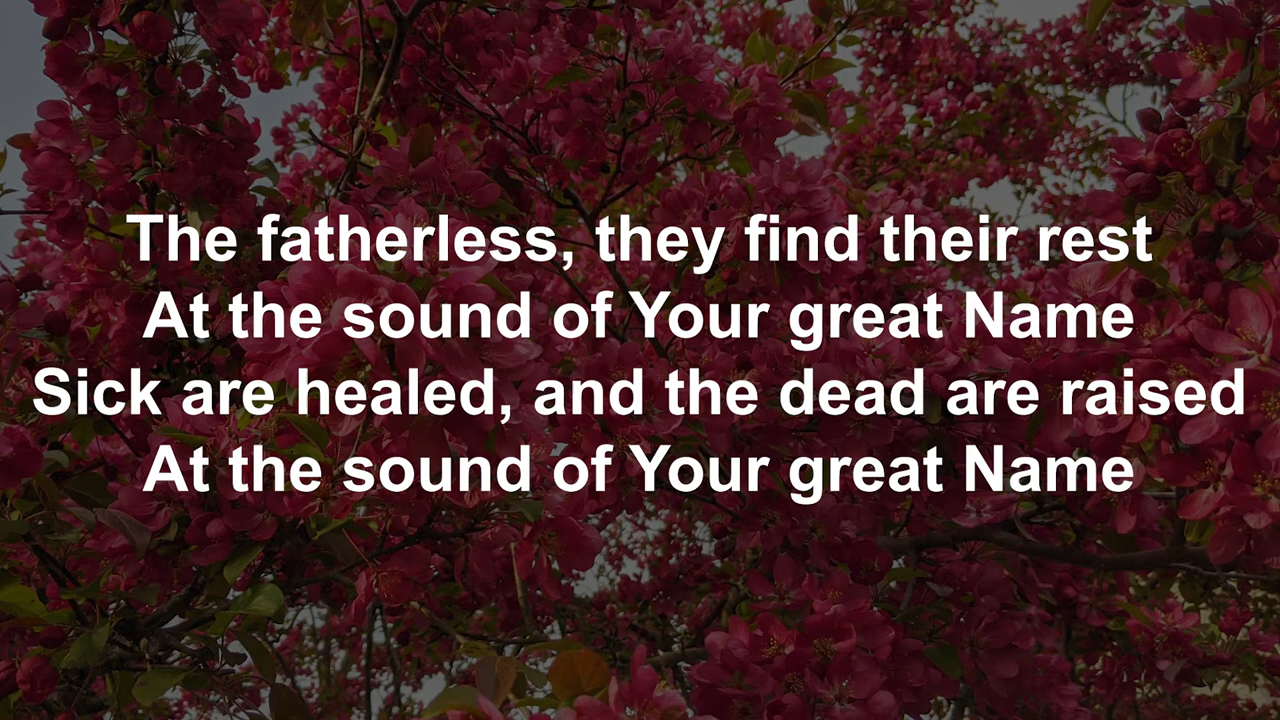 The fatherless, they find their rest
At the sound of Your great Name
Sick are healed, and the dead are raised
At the sound of Your great Name